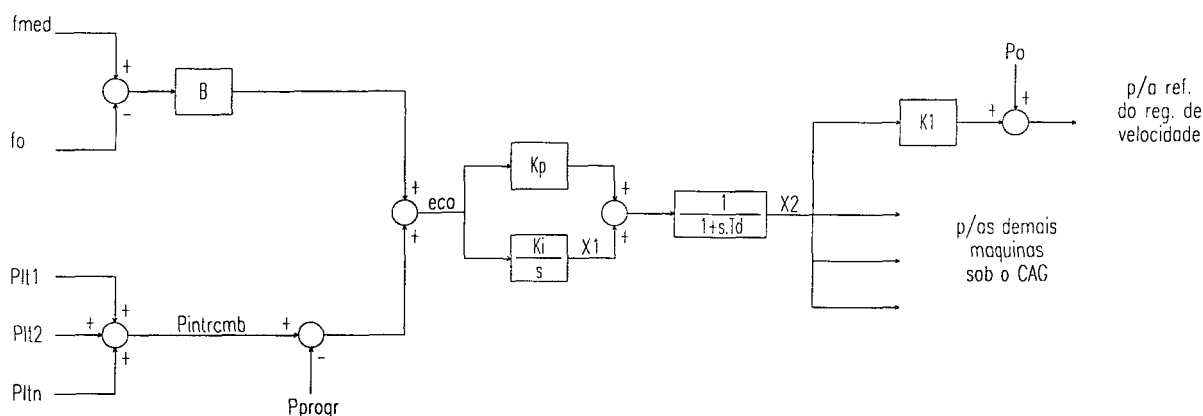 fmed
+
-
fo
B
Plt1
Plt2
Pltn
+
+
+
Pintrcmb
+
-
Pprogr
+
+
eca
Kp
Ki
s
X1
+
+
1
1+s.Td
X2
K1
Po
+
+
p/a ref.
do reg. de
velocidade
p/as demais
maquinas
sob o CAG